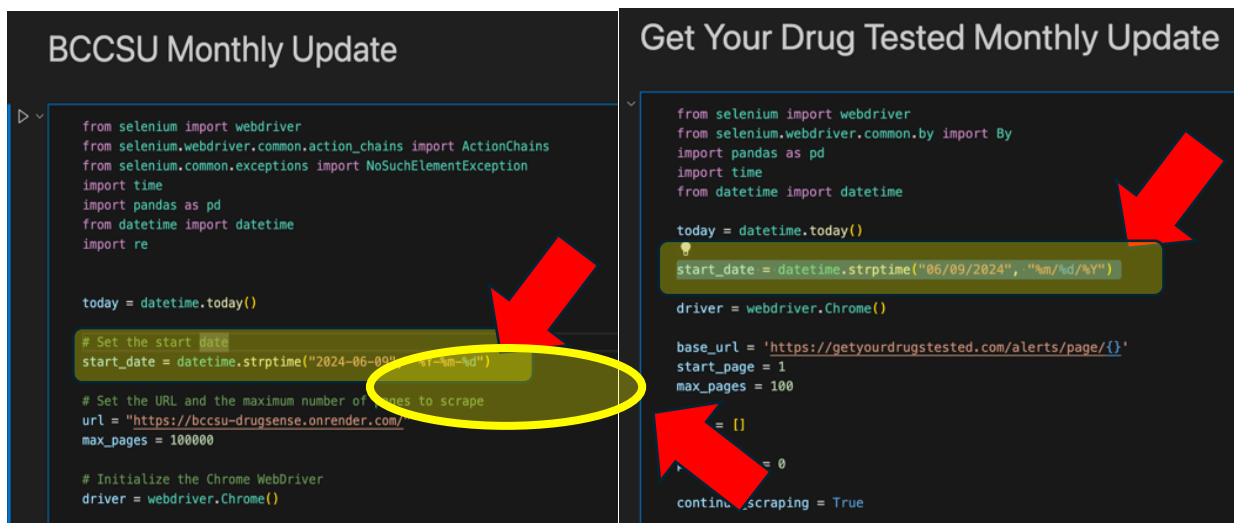 BCCSU Monthly Update
from selenium import webdriver
from selenium.webdriver.common.action_chains import ActionChains
from selenium.common.exceptions import NoSuchElementException
import time
import pandas as pd
from datetime import datetime
import re
today = datetime.today()
# Set the start date
start_date = datetime.strptime("2024-06-09", "%Y-%m-%d")
# Set the URL and the maximum number of pages to scrape
url = "https://bccsu-drugsense.onrender.com/"
max_pages = 100000
# Initialize the Chrome WebDriver
driver = webdriver.Chrome()
Get Your Drug Tested Monthly Update
from selenium import webdriver
from selenium.webdriver.common.by import By
import pandas as pd
import time
from datetime import datetime
today = datetime.today()
start_date = datetime.strptime("06/09/2024", "%m/%d/%Y")
driver = webdriver.Chrome()
base_url = 'https://getyourdrugstested.com/alerts/page/{}'
start_page = 1
max_pages = 100
= []
= 0
= True